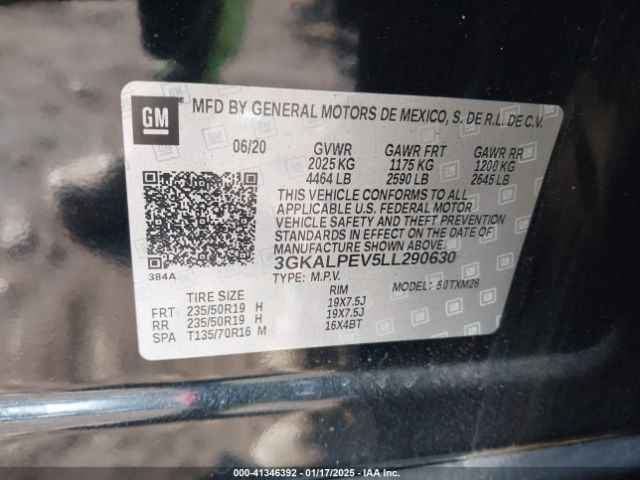 GM
MFD BY GENERAL MOTORS DE MEXICO, S. DE R.L. DE C.V.
06/20 GVWR GAWR FRT GAWR RR
2025 KG 1175 KG 1200 KG
4464 LB 2590 LB 2645 LB
THIS VEHICLE CONFORMS TO ALL
APPLICABLE U.S. FEDERAL MOTOR
VEHICLE SAFETY AND THEFT PREVENTION
STANDARDS IN EFFECT ON THE DATE OF
MANUFACTURE SHOWN ABOVE.
384A
3GKALPEV5LL290630
TYPE: M.P.V. MODEL: 5.0TXM26
TIRE SIZE RIM
FRT 235/50R19 H 19X7.5J
RR 235/50R19 H 19X7.5J
SPA T135/70R16 M 16X4BT
000-41346392 — 01/17/2025 — IAA Inc.